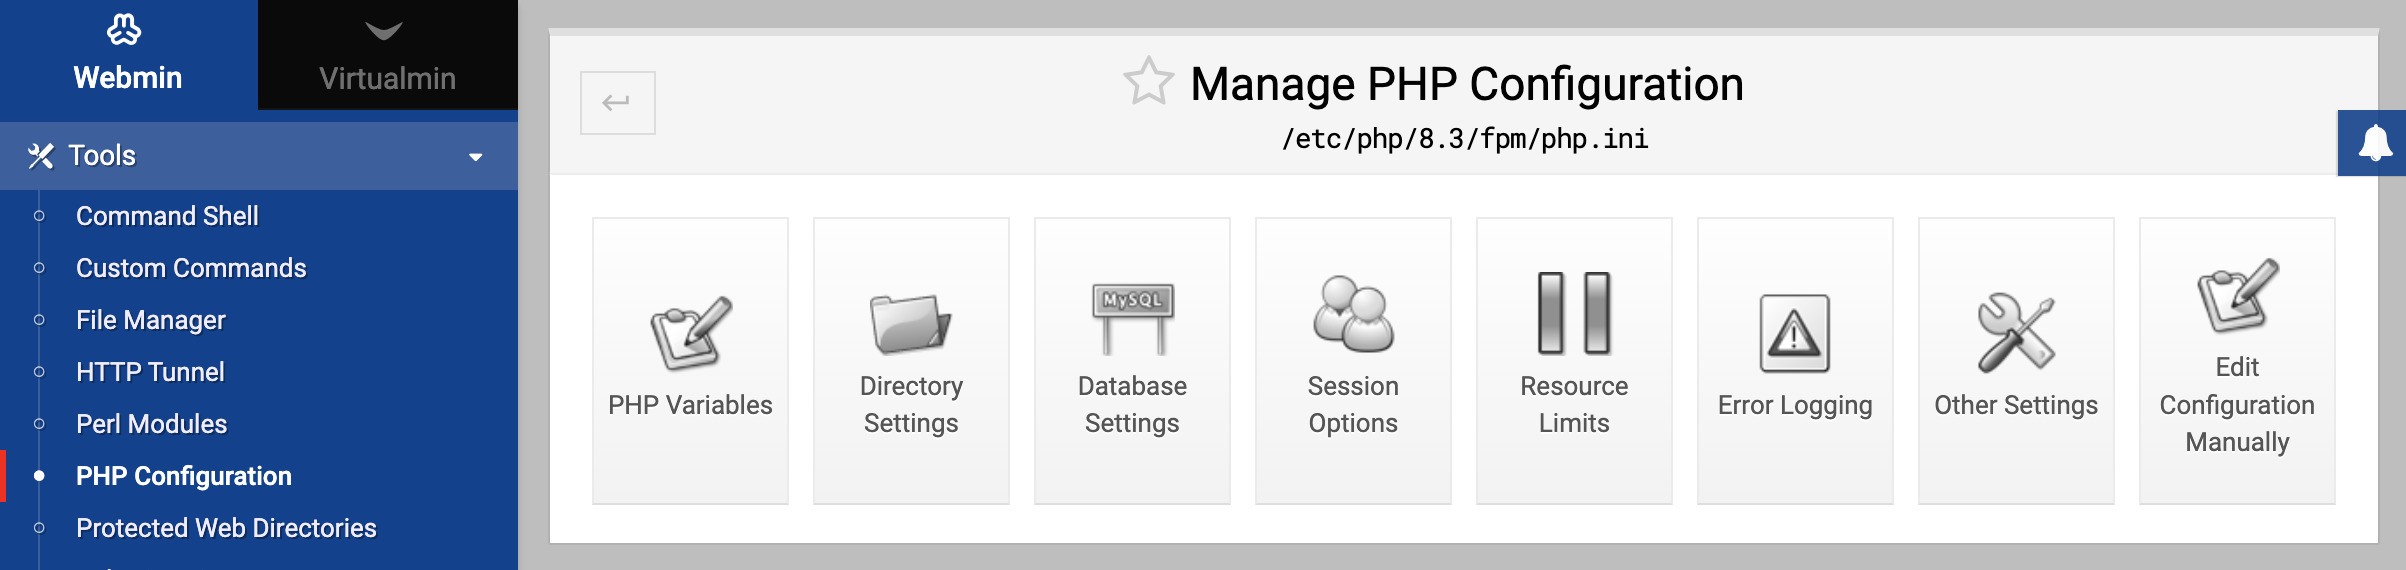 Webmin
Virtualmin
Tools
Command Shell
Custom Commands
File Manager
HTTP Tunnel
Perl Modules
PHP Configuration
Protected Web Directories
Manage PHP Configuration
/etc/php/8.3/fpm/php.ini
PHP Variables
Directory
Settings
MySQL
Database
Settings
Session
Options
Resource
Limits
Error Logging
Other Settings
Edit
Configuration
Manually